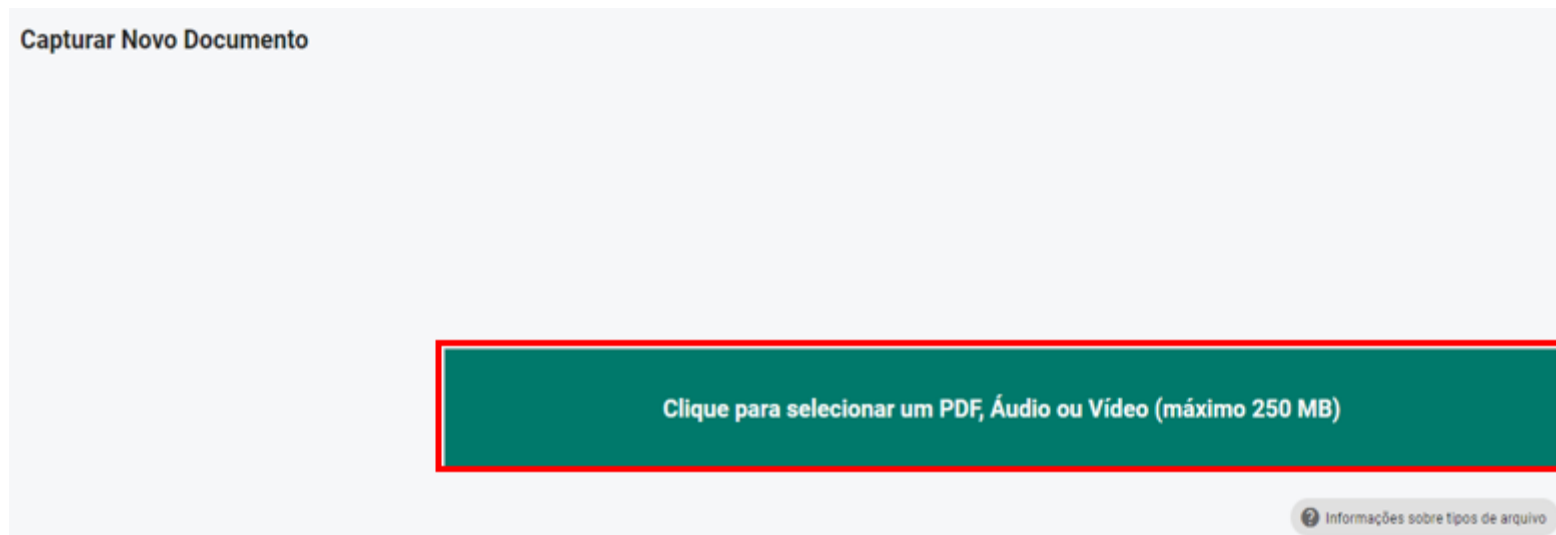 Capturar Novo Documento
Clique para selecionar um PDF, Áudio ou Vídeo (máximo 250 MB)
Informações sobre tipos de arquivo